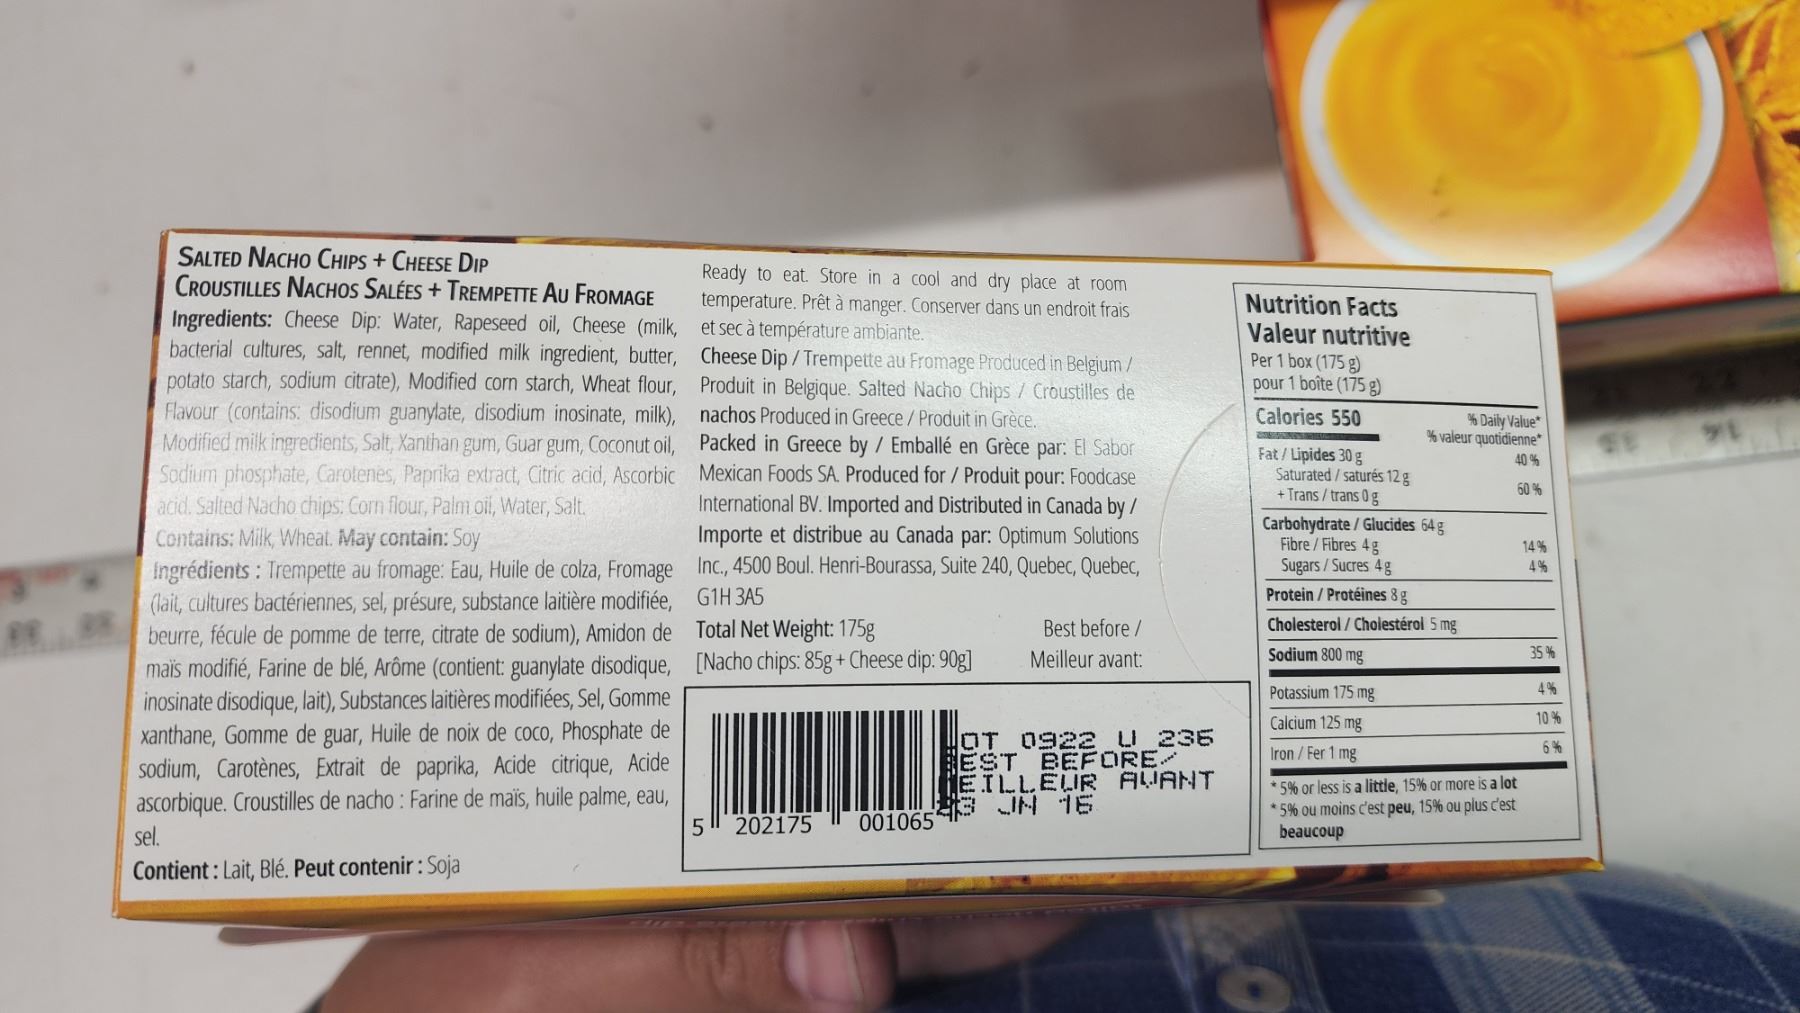 SALTED NACHO CHIPS + CHEESE DIP
CROUSTILLES NACHOS SALÉES + TREMPETTE AU FROMAGE
Ingredients: Cheese Dip: Water, Rapeseed oil, Cheese (milk,
bacterial cultures, salt, rennet, modified milk ingredient, butter,
potato starch, sodium citrate), Modified corn starch, Wheat flour,
Flavour (contains: disodium guanylate, disodium inosinate, milk),
Modified milk ingredients, Salt, Xanthan gum, Guar gum, Coconut oil,
Sodium phosphate, Carotenes, Paprika extract, Citric acid, Ascorbic
acid. Salted Nacho chips: Corn flour, Palm oil, Water, Salt.
Contains: Milk, Wheat. May contain: Soy
Ingrédients : Trempette au fromage: Eau, Huile de colza, Fromage
(lait, cultures bactériennes, sel, présure, substance laitière modifiée,
beurre, fécule de pomme de terre, citrate de sodium), Amidon de
maïs modifié, Farine de blé, Arôme (contient: guanylate disodique,
inosinate disodique, lait), Substances laitières modifiées, Sel, Gomme
xanthane, Gomme de guar, Huile de noix de coco, Phosphate de
sodium, Carotènes, Extrait de paprika, Acide citrique, Acide
ascorbique. Croustilles de nacho : Farine de maïs, huile palme, eau,
sel.
Contient : Lait, Blé. Peut contenir : Soja
Ready to eat. Store in a cool and dry place at room
temperature. Prêt à manger. Conserver dans un endroit frais
et sec à température ambiante.
Cheese Dip / Trempette au Fromage Produced in Belgium /
Produit in Belgique. Salted Nacho Chips / Croustilles de
nachos Produced in Greece / Produit in Grèce.
Packed in Greece by / Emballé en Grèce par: El Sabor
Mexican Foods SA. Produced for / Produit pour: Foodcase
International BV. Imported and Distributed in Canada by /
Importe et distribue au Canada par: Optimum Solutions
Inc., 4500 Boul. Henri-Bourassa, Suite 240, Quebec, Quebec,
G1H 3A5
Total Net Weight: 175g
[Nacho chips: 85g + Cheese dip: 90g]
Best before /
Meilleur avant:
5 202175 001065
OT 0922 U 236
EST BEFORE/
EILLEUR AVANT
23 JN 16
Nutrition Facts
Valeur nutritive
Per 1 box (175 g)
pour 1 boîte (175 g)
Calories 550
% Daily Value*
% valeur quotidienne*
Fat / Lipides 30 g 40 %
Saturated / saturés 12 g
+ Trans / trans 0 g 60 %
Carbohydrate / Glucides 64 g
Fibre / Fibres 4 g 14 %
Sugars / Sucres 4 g 4 %
Protein / Protéines 8 g
Cholesterol / Cholestérol 5 mg
Sodium 800 mg 35 %
Potassium 175 mg 4 %
Calcium 125 mg 10 %
Iron / Fer 1 mg 6 %
* 5% or less is a little, 15% or more is a lot
* 5% ou moins c'est peu, 15% ou plus c'est
beaucoup